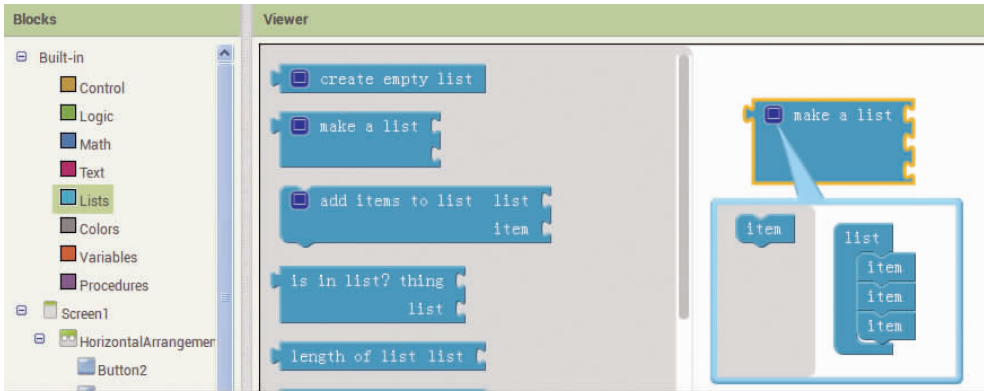 Blocks
Viewer
Built-in
Control
Logic
Math
Text
Lists
Colors
Variables
Procedures
Screen1
HorizontalArrangemer
Button2
create empty list
make a list
add items to list list
item
is in list? thing
list
length of list list
make a list
item
list
item
item
item